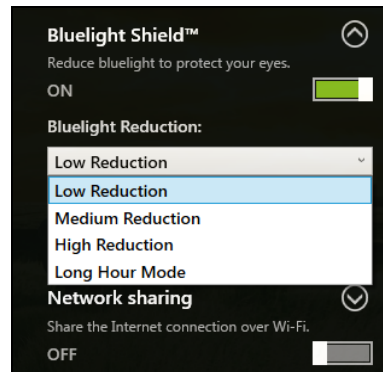 Bluelight Shield™
Reduce bluelight to protect your eyes.
ON
Bluelight Reduction:
Low Reduction
Low Reduction
Medium Reduction
High Reduction
Long Hour Mode
Network sharing
Share the Internet connection over Wi-Fi.
OFF